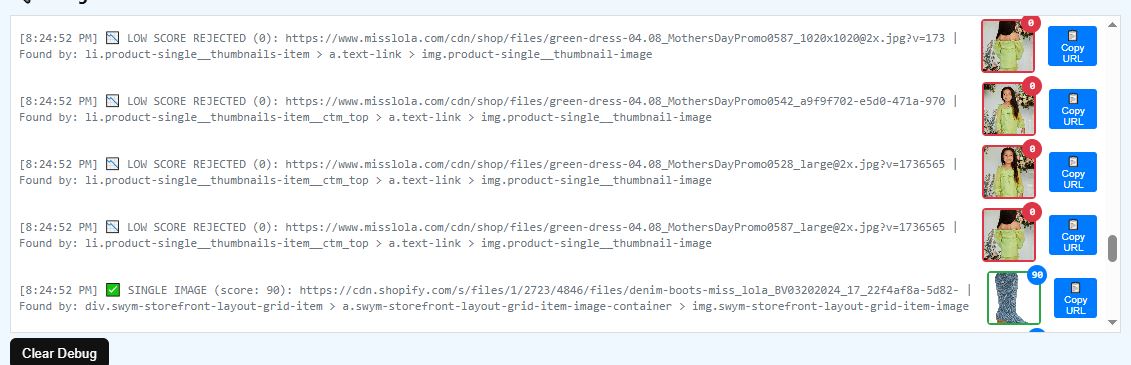 [8:24:52 PM] LOW SCORE REJECTED (0): https://www.misslola.com/cdn/shop/files/green-dress-04.08_MothersDayPromo0587_1020x1020@2x.jpg?v=173 |
Found by: li.product-single__thumbnails-item > a.text-link > img.product-single__thumbnail-image
0
Copy
URL
[8:24:52 PM] LOW SCORE REJECTED (0): https://www.misslola.com/cdn/shop/files/green-dress-04.08_MothersDayPromo0542_a9f9f702-e5d0-471a-970 |
Found by: li.product-single__thumbnails-item__ctm_top > a.text-link > img.product-single__thumbnail-image
0
Copy
URL
[8:24:52 PM] LOW SCORE REJECTED (0): https://www.misslola.com/cdn/shop/files/green-dress-04.08_MothersDayPromo0528_large@2x.jpg?v=1736565 |
Found by: li.product-single__thumbnails-item__ctm_top > a.text-link > img.product-single__thumbnail-image
0
Copy
URL
[8:24:52 PM] LOW SCORE REJECTED (0): https://www.misslola.com/cdn/shop/files/green-dress-04.08_MothersDayPromo0587_large@2x.jpg?v=1736565 |
Found by: li.product-single__thumbnails-item__ctm_top > a.text-link > img.product-single__thumbnail-image
0
Copy
URL
[8:24:52 PM] SINGLE IMAGE (score: 90): https://cdn.shopify.com/s/files/1/2723/4846/files/denim-boots-miss_lola_BV03202024_17_22f4af8a-5d82- |
Found by: div.swym-storefront-layout-grid-item > a.swym-storefront-layout-grid-item-image-container > img.swym-storefront-layout-grid-item-image
90
Copy
URL
Clear Debug